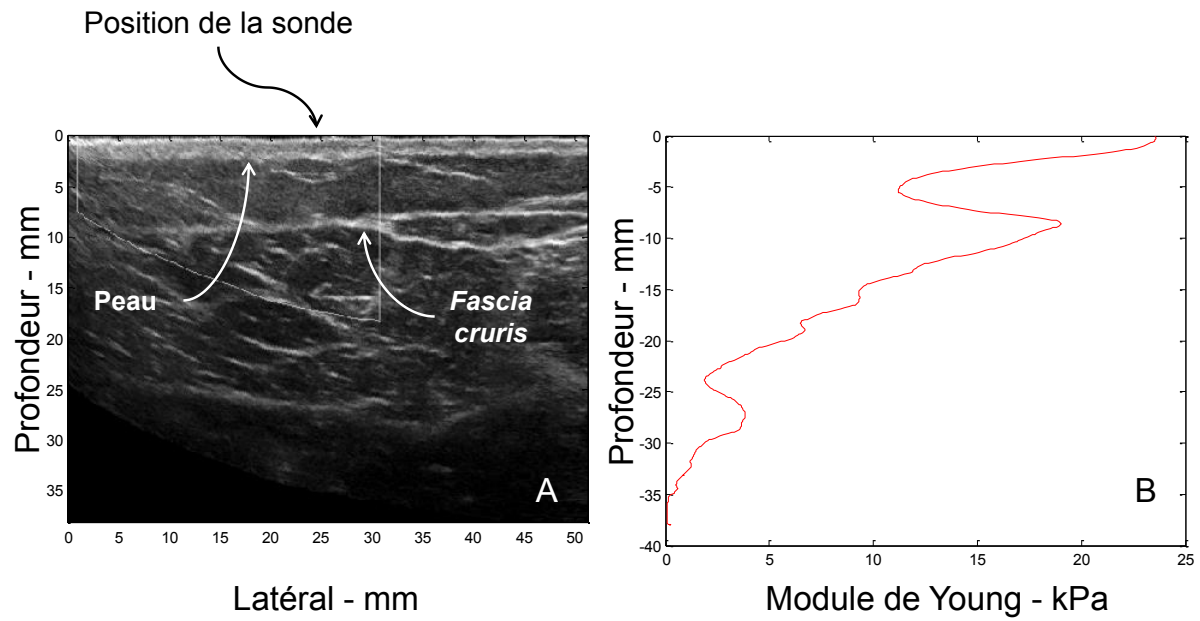 Position de la sonde
0
5
10
15
20
25
30
35
Profondeur - mm
Peau
Fascia
cruris
A
0 5 10 15 20 25 30 35 40 45 50
Latéral - mm
0
-5
-10
-15
-20
-25
-30
-35
-40
Profondeur - mm
B
0 5 10 15 20 25
Module de Young - kPa